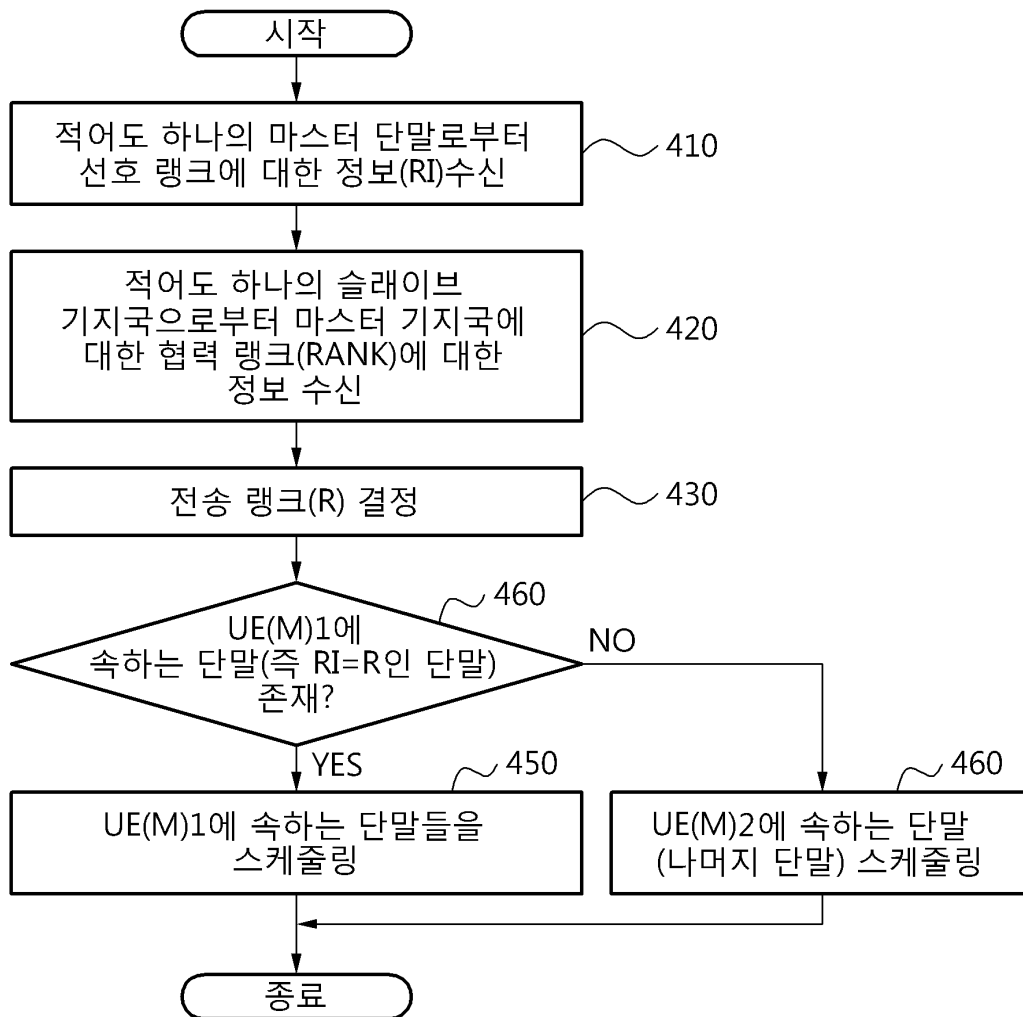 시작
적어도 하나의 마스터 단말로부터
선호 랭크에 대한 정보(RI)수신
410
적어도 하나의 슬래이브
기지국으로부터 마스터 기지국에
대한 협력 랭크(RANK)에 대한
정보 수신
420
전송 랭크(R) 결정
430
460
UE(M)1에
속하는 단말(즉 RI=R인 단말)
존재?
NO
YES
450
UE(M)1에 속하는 단말들을
스케줄링
460
UE(M)2에 속하는 단말
(나머지 단말) 스케줄링
종료